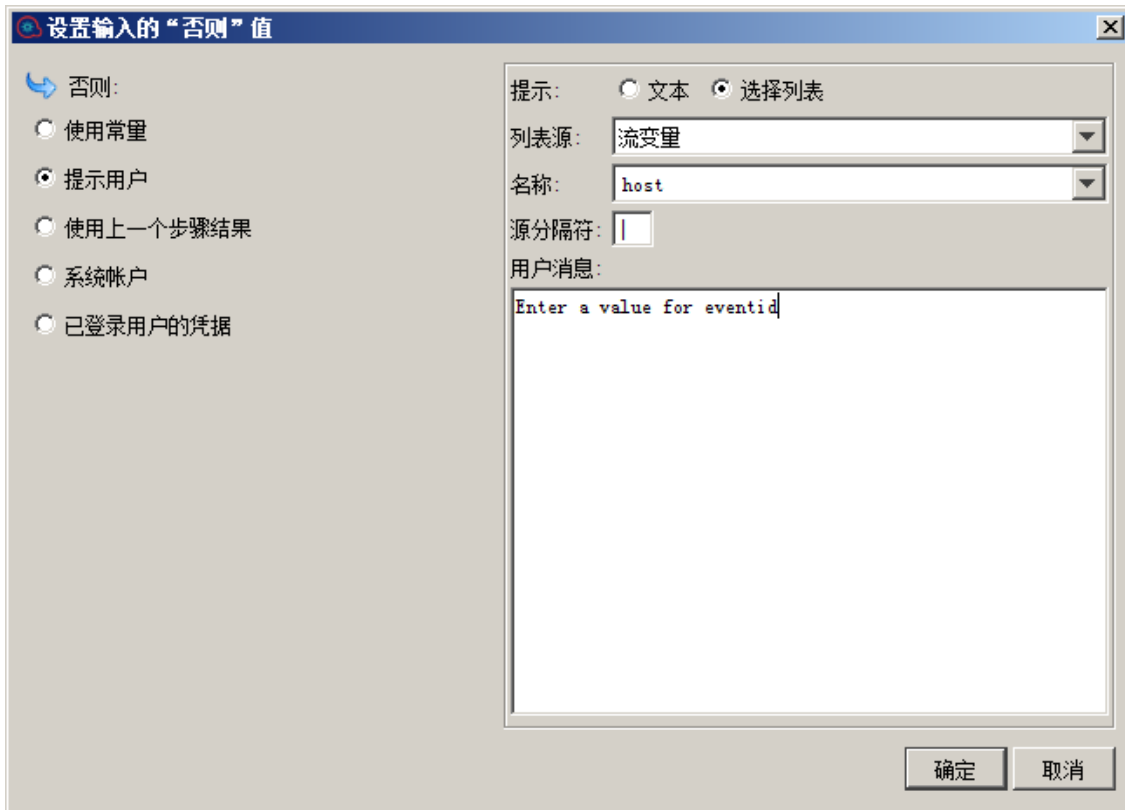 设置输入的“否则”值
否则:
使用常量
提示用户
使用上一个步骤结果
系统帐户
已登录用户的凭据
提示: 文本 选择列表
列表源: 流变量
名称: host
源分隔符: |
用户消息:
Enter a value for eventid
确定 取消